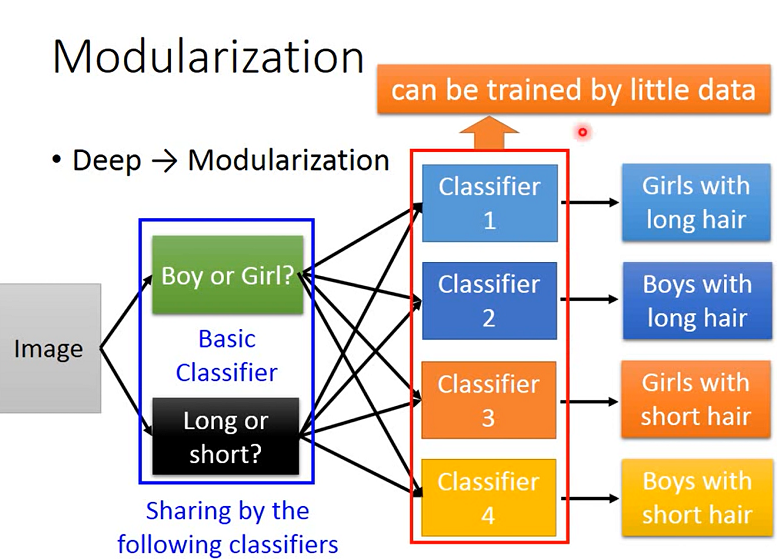 Modularization
can be trained by little data
• Deep → Modularization
Image
Boy or Girl?
Basic
Classifier
Long or
short?
Sharing by the
following classifiers
Classifier
1
Girls with
long hair
Classifier
2
Boys with
long hair
Classifier
3
Girls with
short hair
Classifier
4
Boys with
short hair